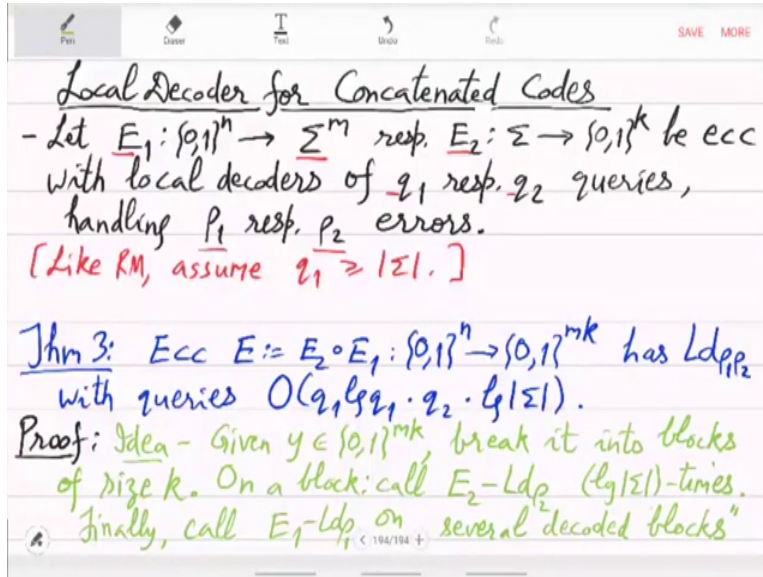 Pen Eraser Text Undo Redo SAVE MORE
Local Decoder for Concatenated Codes
- Let E₁ : {0,1}ⁿ → Σᵐ resp. E₂ : Σ → {0,1}ᵏ be ecc
with local decoders of q₁ resp. q₂ queries,
handling ρ₁ resp. ρ₂ errors.
[Like RM, assume q₁ ≥ |Σ|.]
Thm 3: Ecc E := E₂ ∘ E₁ : {0,1}ⁿ → {0,1}ᵐᵏ has Ld_ρ₁ρ₂
with queries O(q₁ lg q₁ · q₂ · lg|Σ|).
Proof: Idea - Given y ∈ {0,1}ᵐᵏ, break it into blocks
of size k. On a block: call E₂-Ld_ρ₂ (lg|Σ|)-times.
Finally, call E₁-Ld_ρ₁ on several decoded blocks"
< 194/194 +